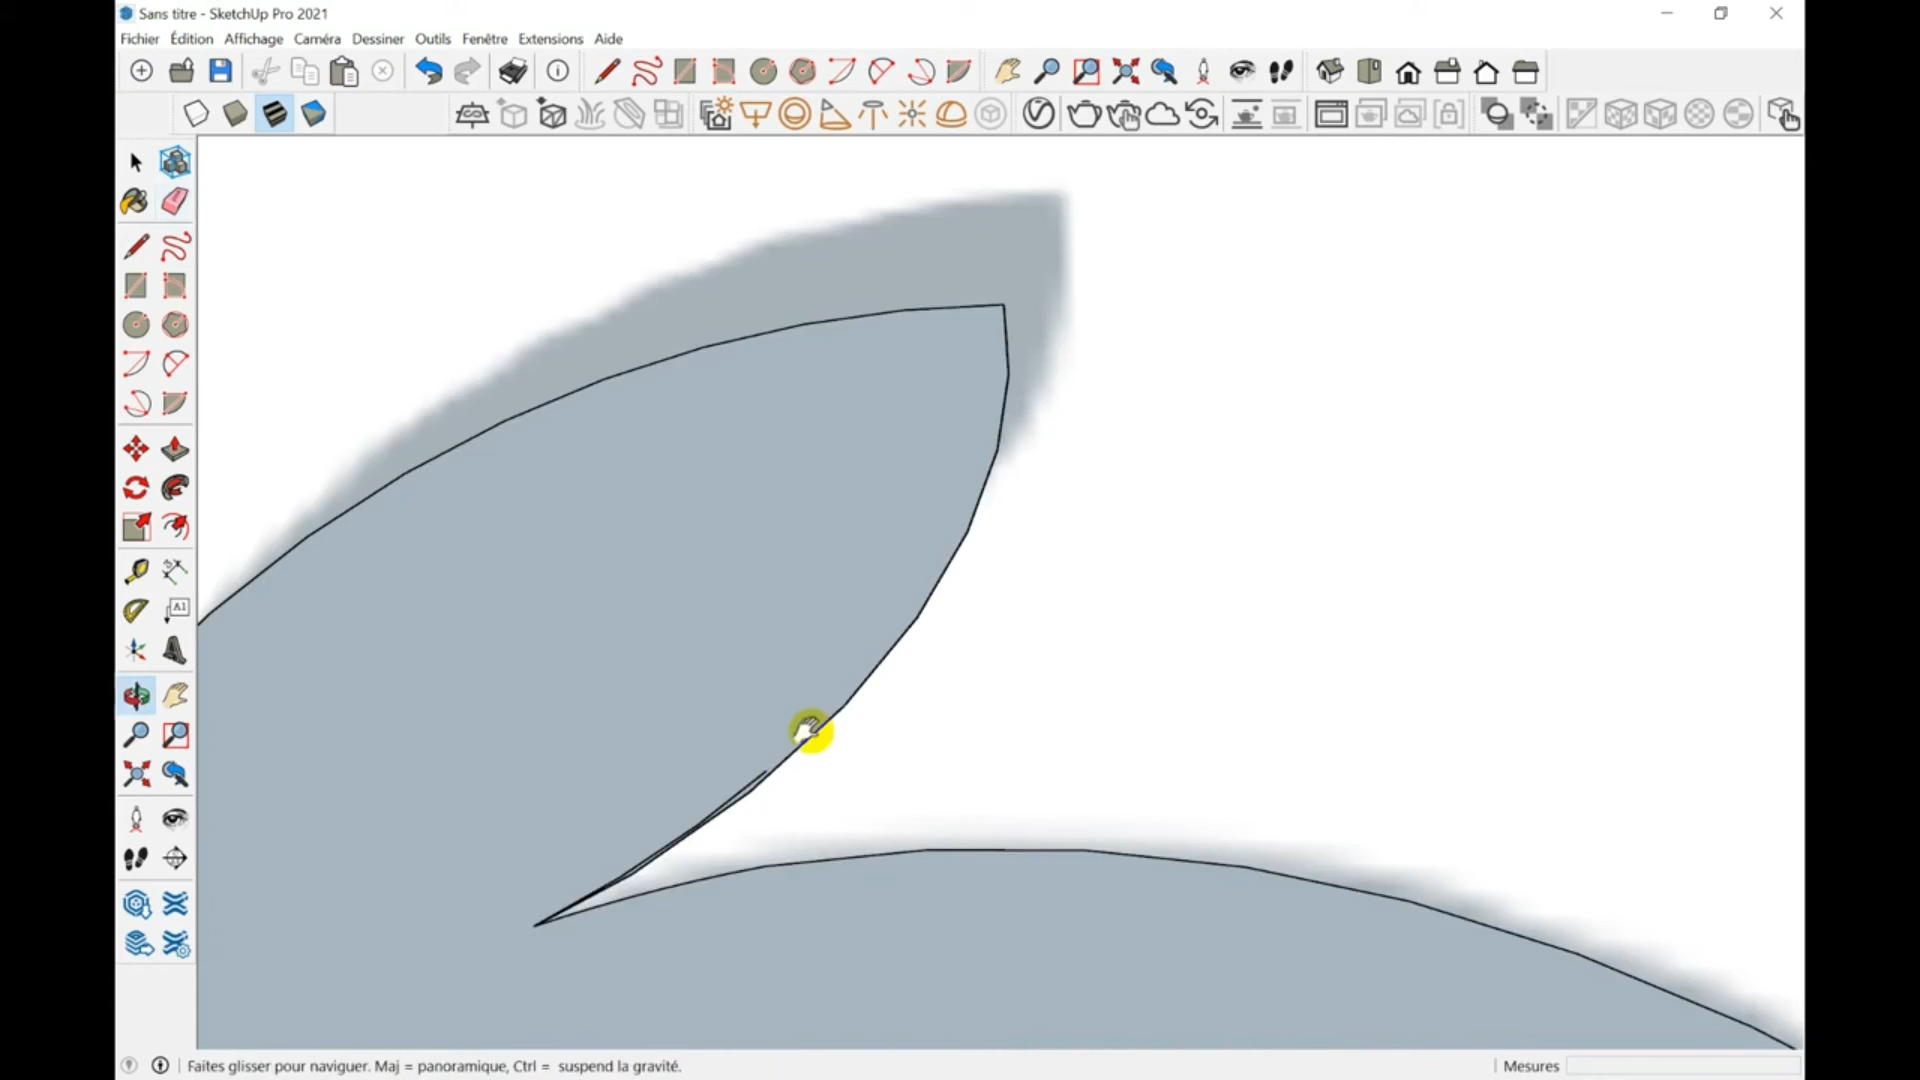 Sans titre - SketchUp Pro 2021
Fichier Édition Affichage Caméra Dessiner Outils Fenêtre Extensions Aide
A1
Faites glisser pour naviguer. Maj = panoramique, Ctrl = suspend la gravité.
Mesures